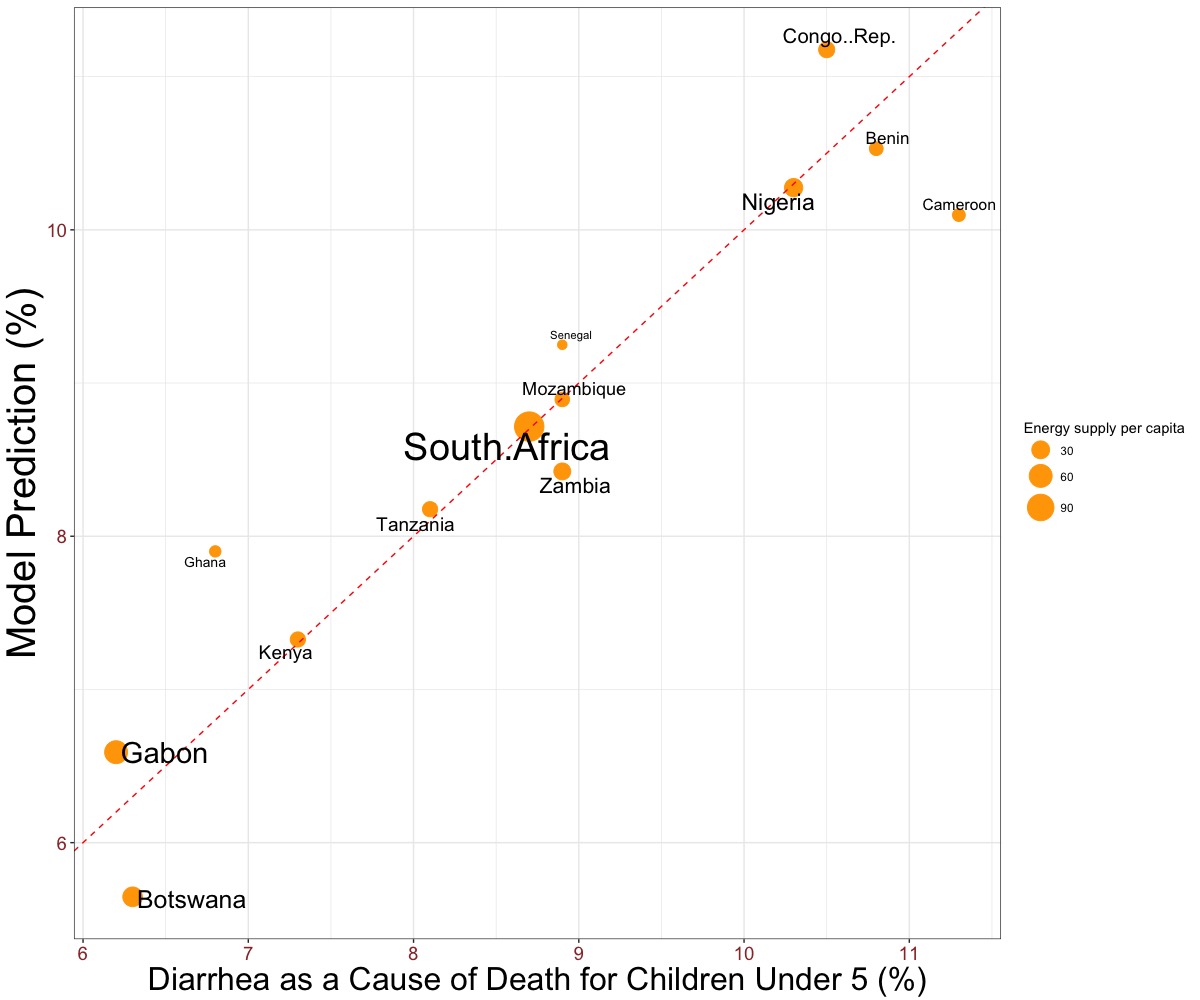 Congo..Rep.
Benin
Nigeria
Cameroon
10
Senegal
Mozambique
South.Africa
Zambia
Tanzania
8
Ghana
Kenya
Gabon
6
Botswana
6 7 8 9 10 11
Diarrhea as a Cause of Death for Children Under 5 (%)
Model Prediction (%)
Energy supply per capita
30
60
90